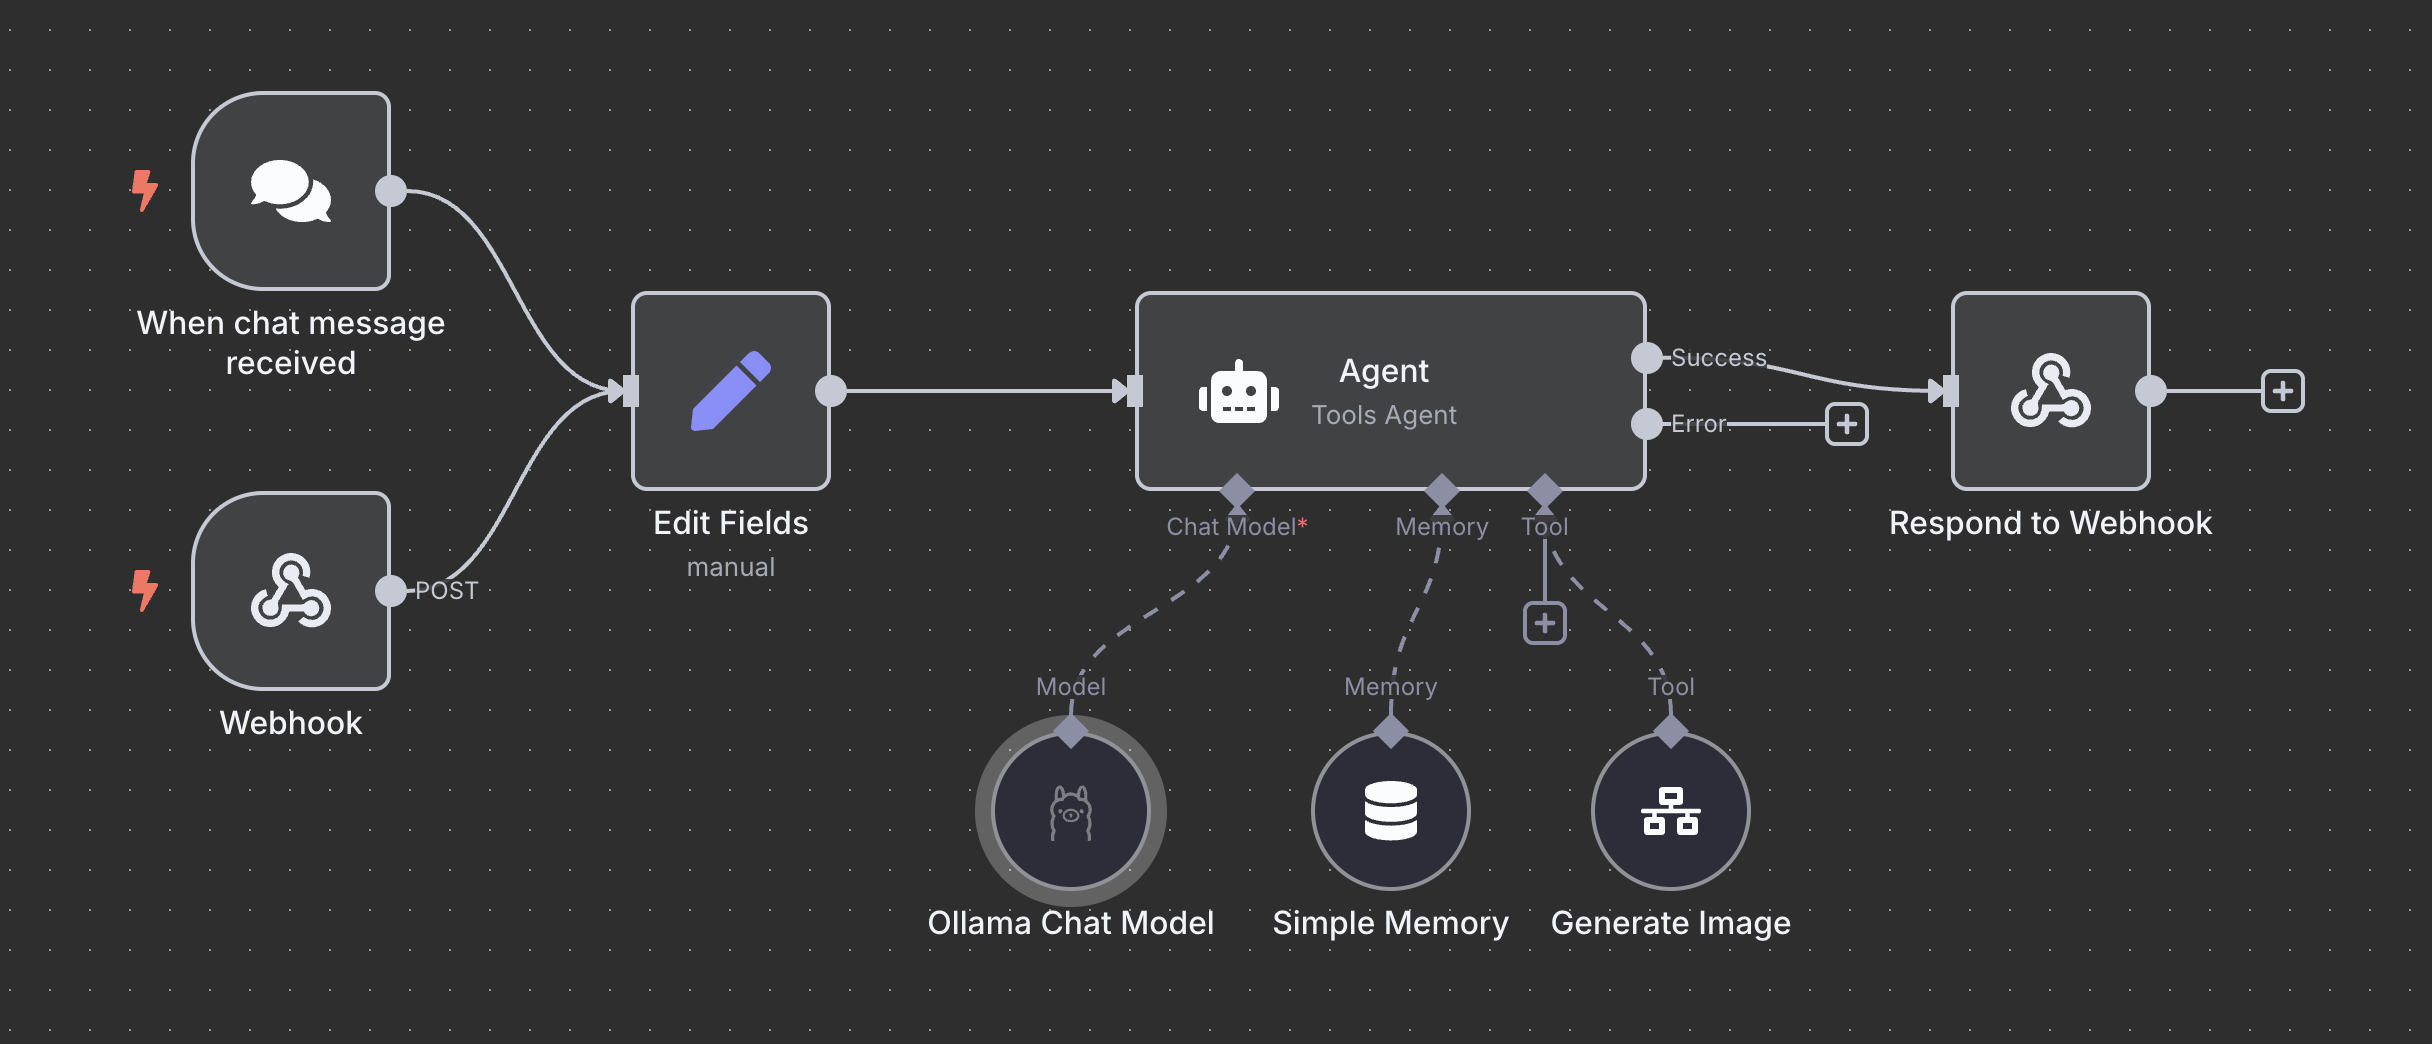 When chat message
received
POST
Webhook
Edit Fields
manual
Agent
Tools Agent
Success
Error
Chat Model*
Memory
Tool
Model
Memory
Tool
Ollama Chat Model
Simple Memory
Generate Image
Respond to Webhook